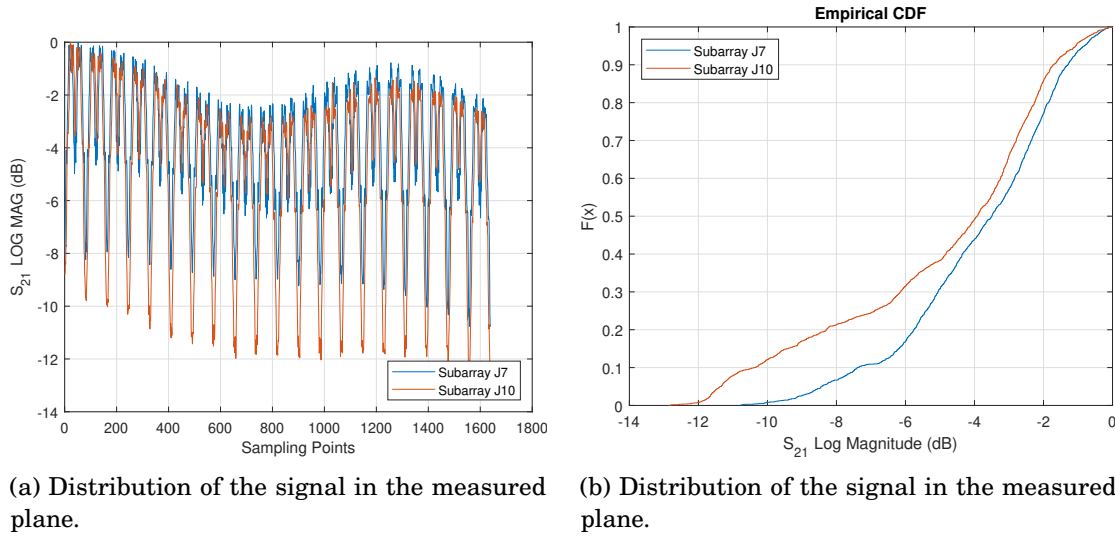 0
-2
-4
-6
-8
-10
-12
-14
S21 LOG MAG (dB)
0 200 400 600 800 1000 1200 1400 1600 1800
Sampling Points
Subarray J7
Subarray J10
(a) Distribution of the signal in the measured
plane.
Empirical CDF
1
0.9
0.8
0.7
0.6
0.5
0.4
0.3
0.2
0.1
0
F(x)
-14 -12 -10 -8 -6 -4 -2 0
S21 Log Magnitude (dB)
Subarray J7
Subarray J10
(b) Distribution of the signal in the measured
plane.